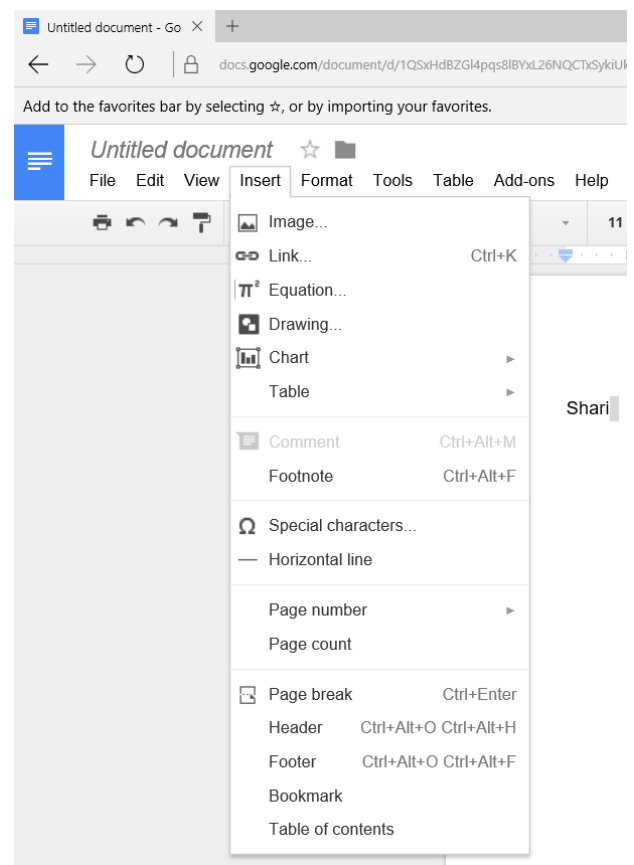 Untitled document - Go
docs.google.com/document/d/1QSxHdBZGl4pqs8lBYxL26NQCTxSykiUk
Add to the favorites bar by selecting ☆, or by importing your favorites.
Untitled document
File Edit View Insert Format Tools Table Add-ons Help
11
Image...
Link... Ctrl+K
Equation...
Drawing...
Chart
Table
Shari
Comment Ctrl+Alt+M
Footnote Ctrl+Alt+F
Special characters...
Horizontal line
Page number
Page count
Page break Ctrl+Enter
Header Ctrl+Alt+O Ctrl+Alt+H
Footer Ctrl+Alt+O Ctrl+Alt+F
Bookmark
Table of contents